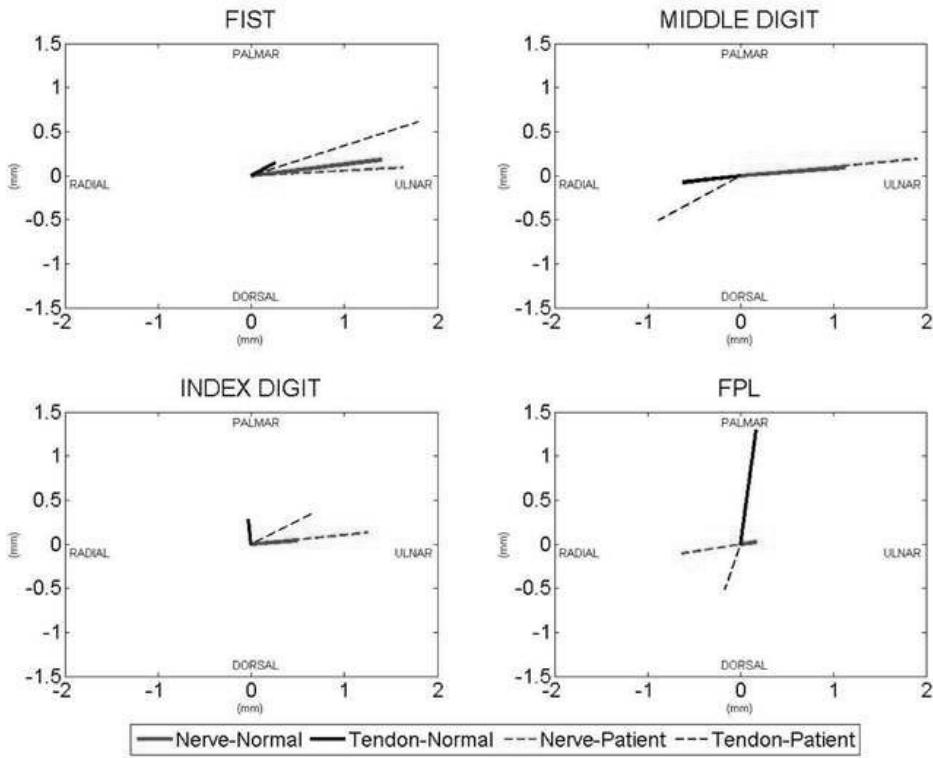 FIST
1.5
PALMAR
1
0.5
(mm)
0
RADIAL
ULNAR
-0.5
-1
DORSAL
-1.5
-2 -1 0 1 2
(mm)
MIDDLE DIGIT
1.5
PALMAR
1
0.5
(mm)
0
RADIAL
ULNAR
-0.5
-1
DORSAL
-1.5
-2 -1 0 1 2
(mm)
INDEX DIGIT
1.5
PALMAR
1
0.5
(mm)
0
RADIAL
ULNAR
-0.5
-1
DORSAL
-1.5
-2 -1 0 1 2
(mm)
FPL
1.5
PALMAR
1
0.5
(mm)
0
RADIAL
ULNAR
-0.5
-1
DORSAL
-1.5
-2 -1 0 1 2
(mm)
Nerve-Normal Tendon-Normal Nerve-Patient Tendon-Patient